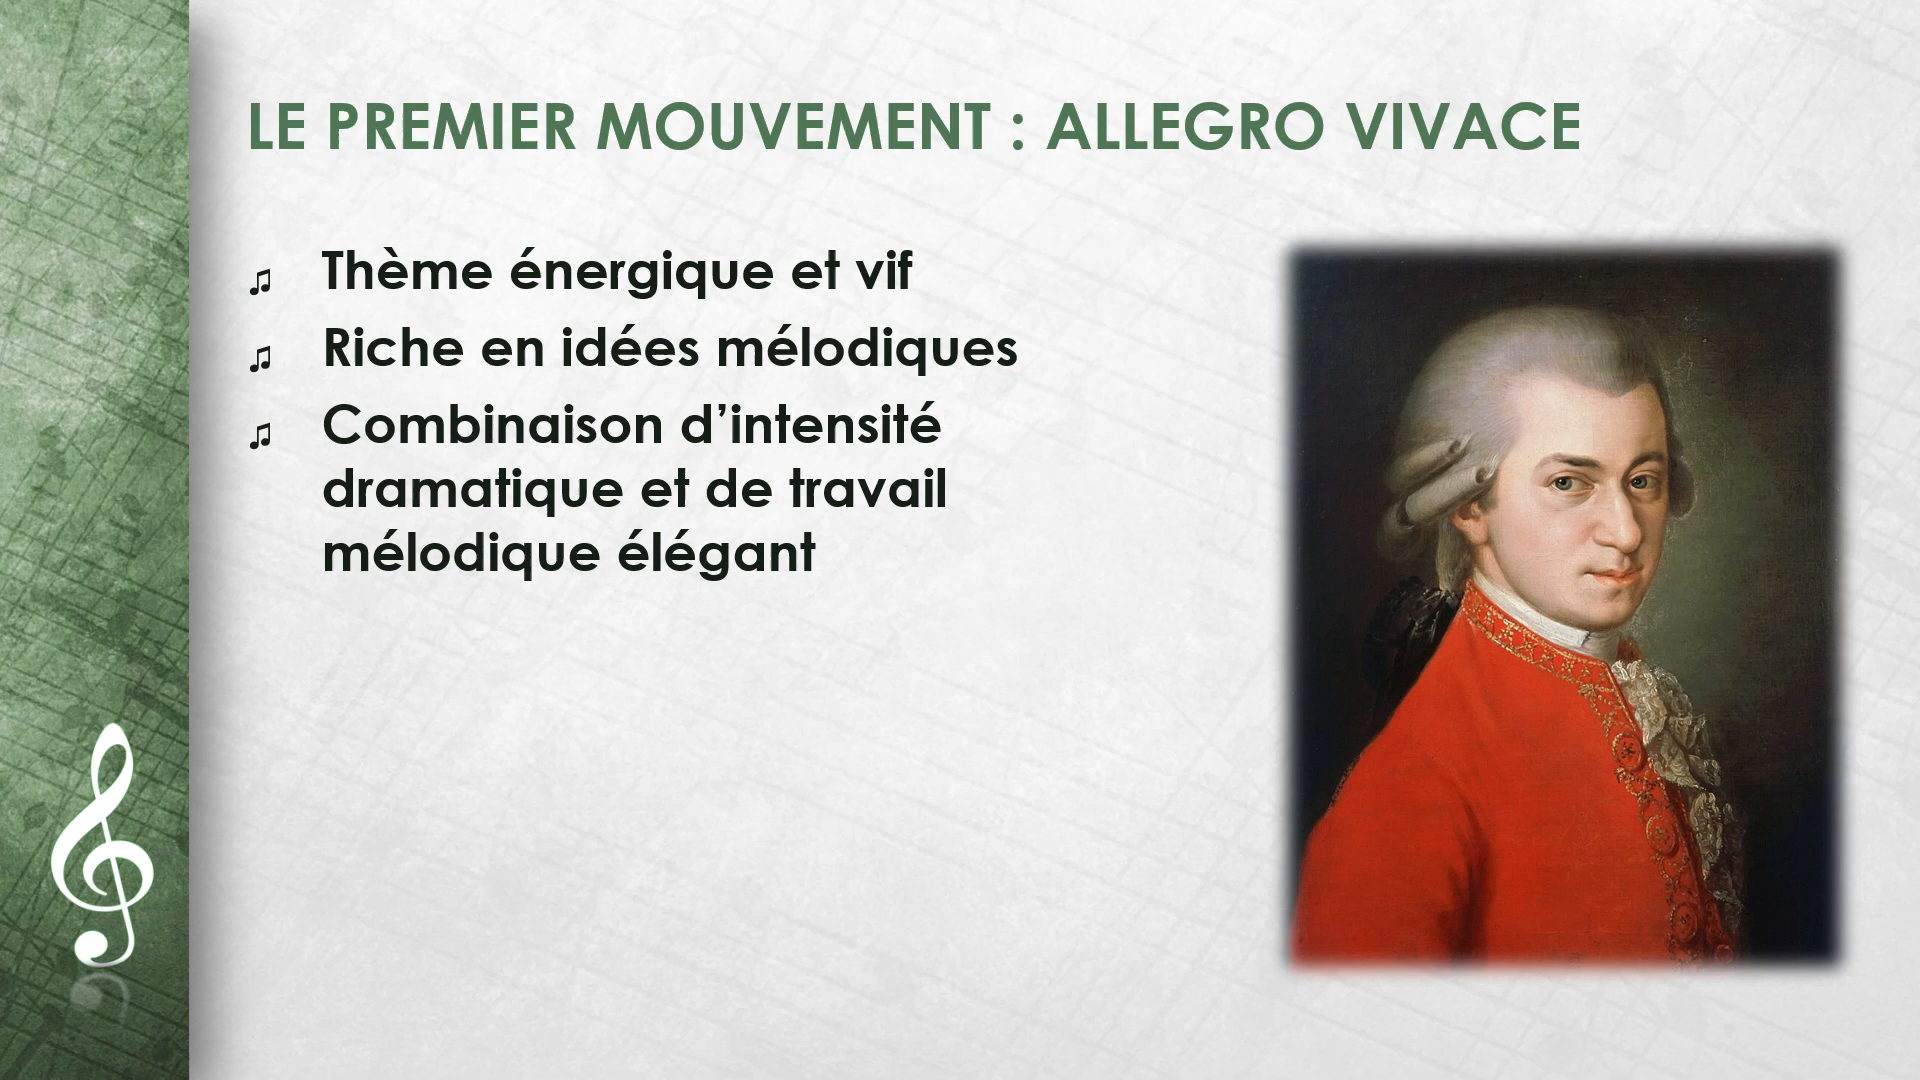 LE PREMIER MOUVEMENT : ALLEGRO VIVACE
♫ Thème énergique et vif
♫ Riche en idées mélodiques
♫ Combinaison d’intensité
dramatique et de travail
mélodique élégant